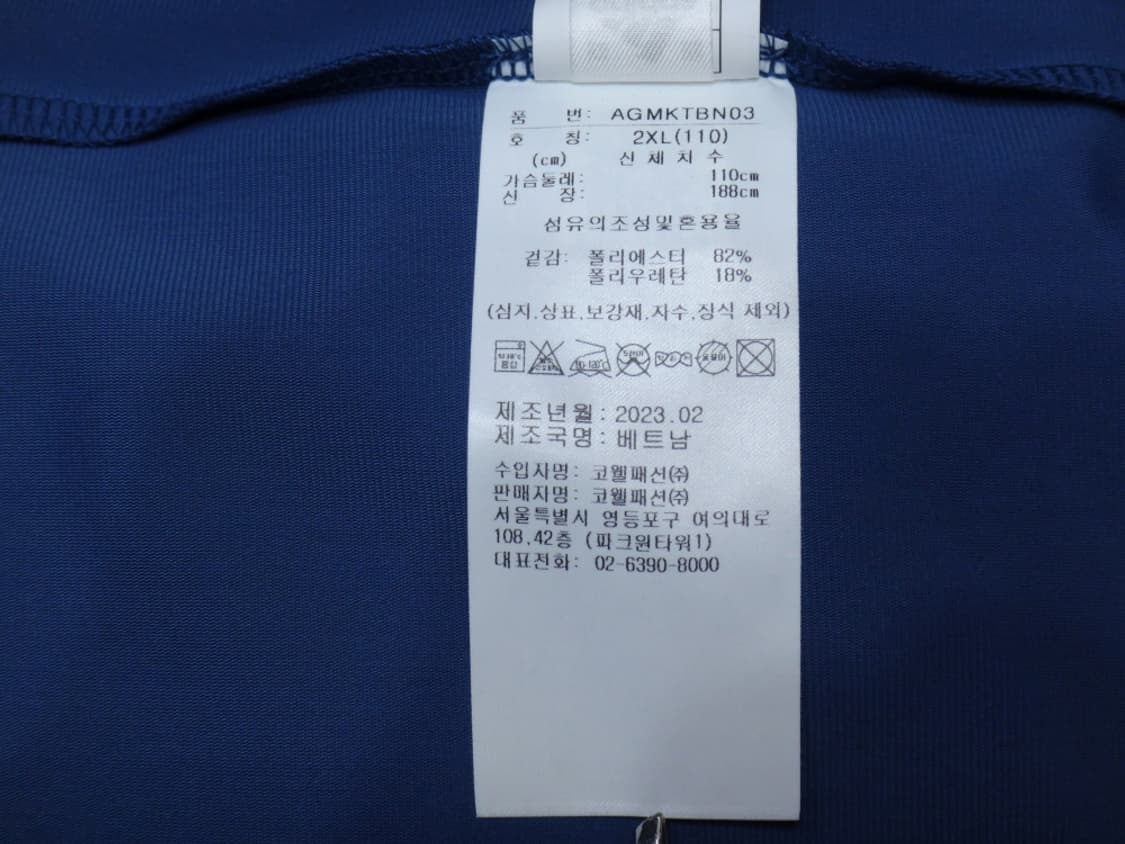 품 번: AGMKTBN03
호 칭: 2XL(110)
(cm) 신 체 치 수
가슴둘레: 110cm
신 장: 188cm
섬유의조성및혼용율
겉감: 폴리에스터 82%
폴리우레탄 18%
(심지.상표.보강재.자수.장식 제외)
제조년월: 2023.02
제조국명: 베트남
수입자명: 코웰패션㈜
판매자명: 코웰패션㈜
서울특별시 영등포구 여의대로
108.42층 (파크원타워1)
대표전화: 02-6390-8000